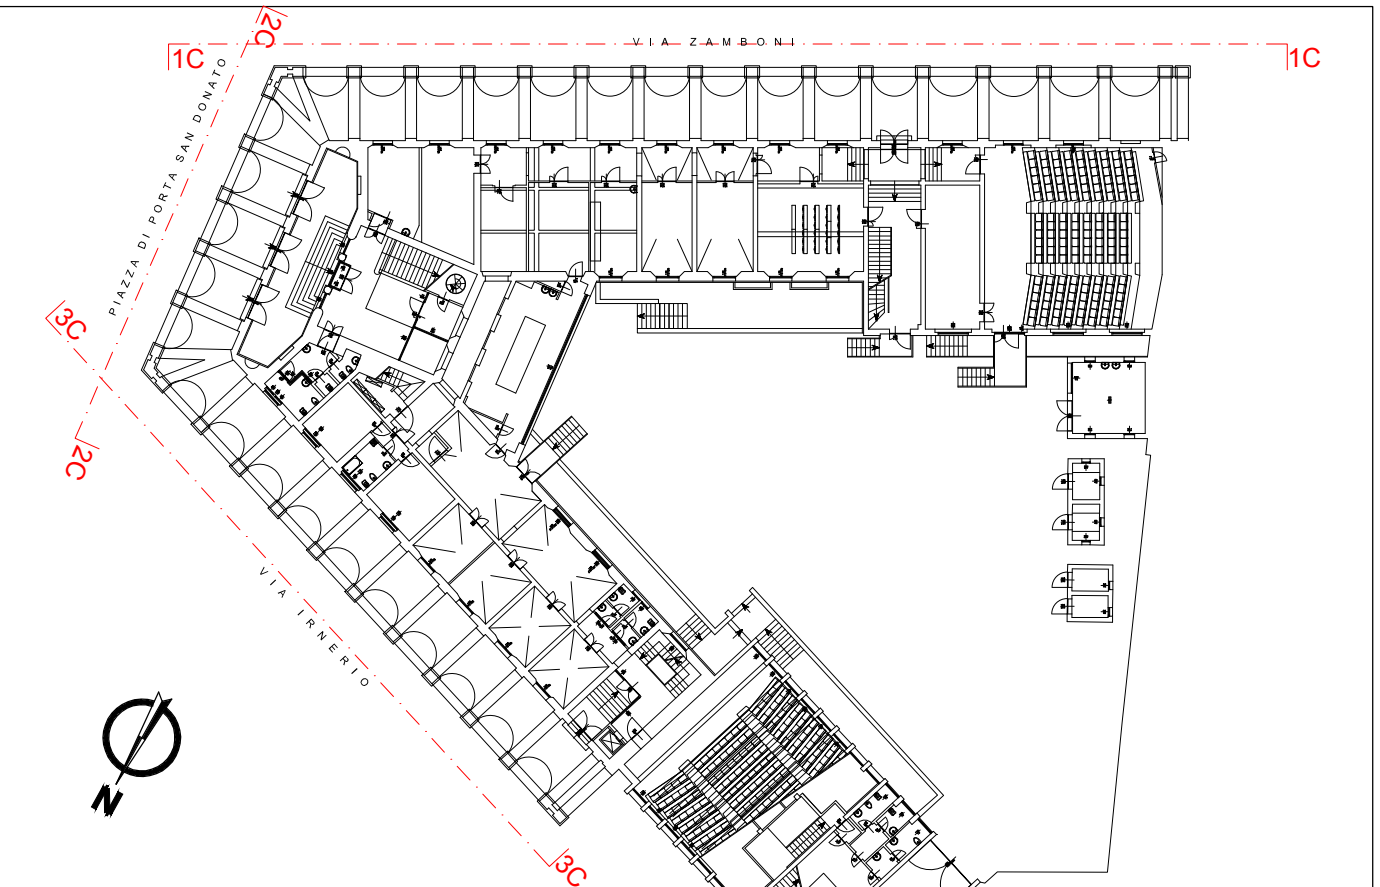 2C
VIA ZAMBONI
1C
1C
PIAZZA DI PORTA SAN DONATO
3C
2C
VIA IRNERIO
N
3C